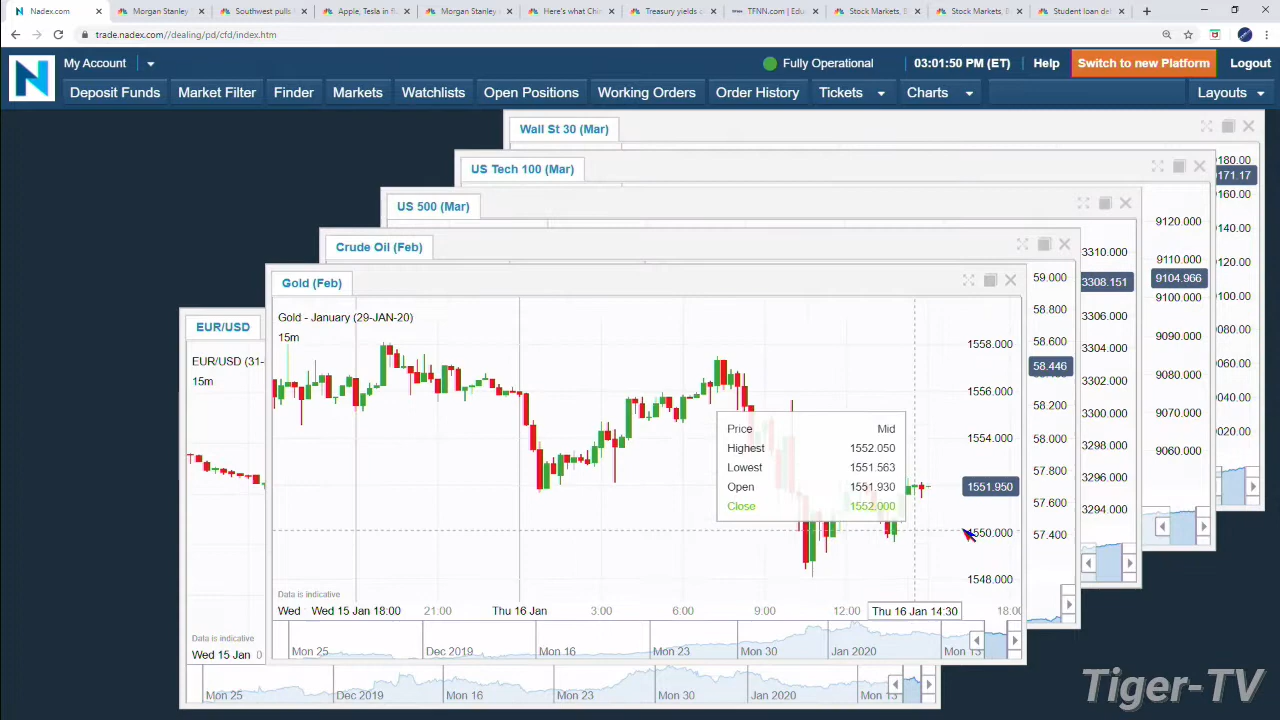 Nadex.com
Morgan Stanley
Southwest pulls
Apple, Tesla in
Morgan Stanley
Here's what Chin
Treasury yields
TFNN.com | Edu
Stock Markets, B
Stock Markets, B
Student loan del
trade.nadex.com//dealing/pd/cfd/index.htm
My Account
Fully Operational
03:01:50 PM (ET)
Help
Switch to new Platform
Logout
Deposit Funds
Market Filter
Finder
Markets
Watchlists
Open Positions
Working Orders
Order History
Tickets
Charts
Layouts
Wall St 30 (Mar)
US Tech 100 (Mar)
US 500 (Mar)
Crude Oil (Feb)
Gold (Feb)
EUR/USD
180.00
171.17
160.00
140.00
120.00
100.00
080.00
060.00
040.00
020.00
9120.000
9110.000
9104.966
9100.000
9090.000
9080.000
9070.000
9060.000
3310.000
3308.151
3306.000
3304.000
3302.000
3300.000
3298.000
3296.000
3294.000
59.000
58.800
58.600
58.446
58.200
58.000
57.800
57.600
57.400
Gold - January (29-JAN-20)
15m
1558.000
1556.000
1554.000
1551.950
1550.000
1548.000
Price Mid
Highest 1552.050
Lowest 1551.563
Open 1551.930
Close 1552.000
Data is indicative
Wed Wed 15 Jan 18:00 21:00 Thu 16 Jan 3:00 6:00 9:00 12:00 Thu 16 Jan 14:30 18:00
Mon 25 Dec 2019 Mon 16 Mon 23 Mon 30 Jan 2020 Mon 13
EUR/USD (31-
15m
Data is indicative
Wed 15 Jan 0
Mon 25 Dec 2019 Mon 16 Mon 23 Mon 30 Jan 2020 Mon 13
Tiger-TV